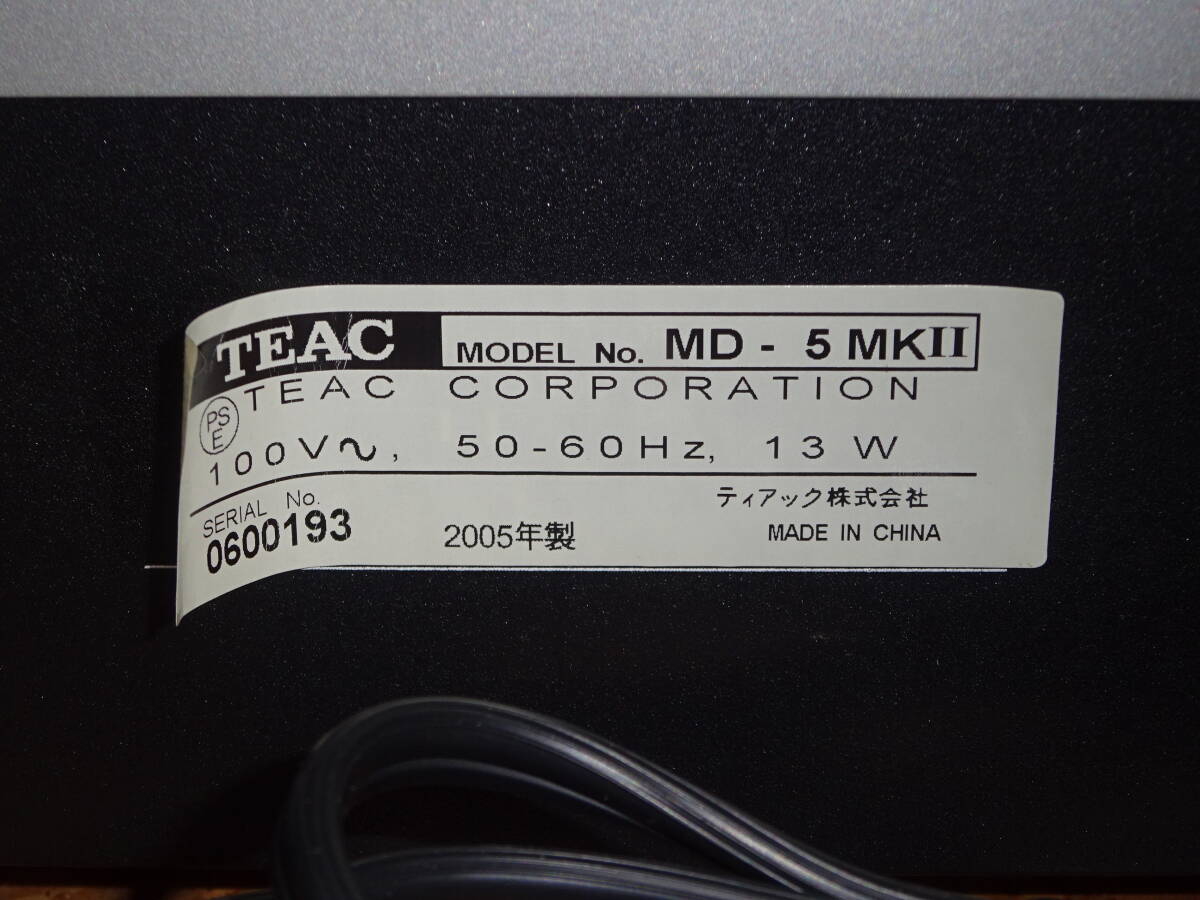 TEAC MODEL No. MD - 5 MKII
TEAC CORPORATION
PS
E
100V～, 50-60Hz, 13 W
SERIAL No.
0600193
2005年製
ティアック株式会社
MADE IN CHINA